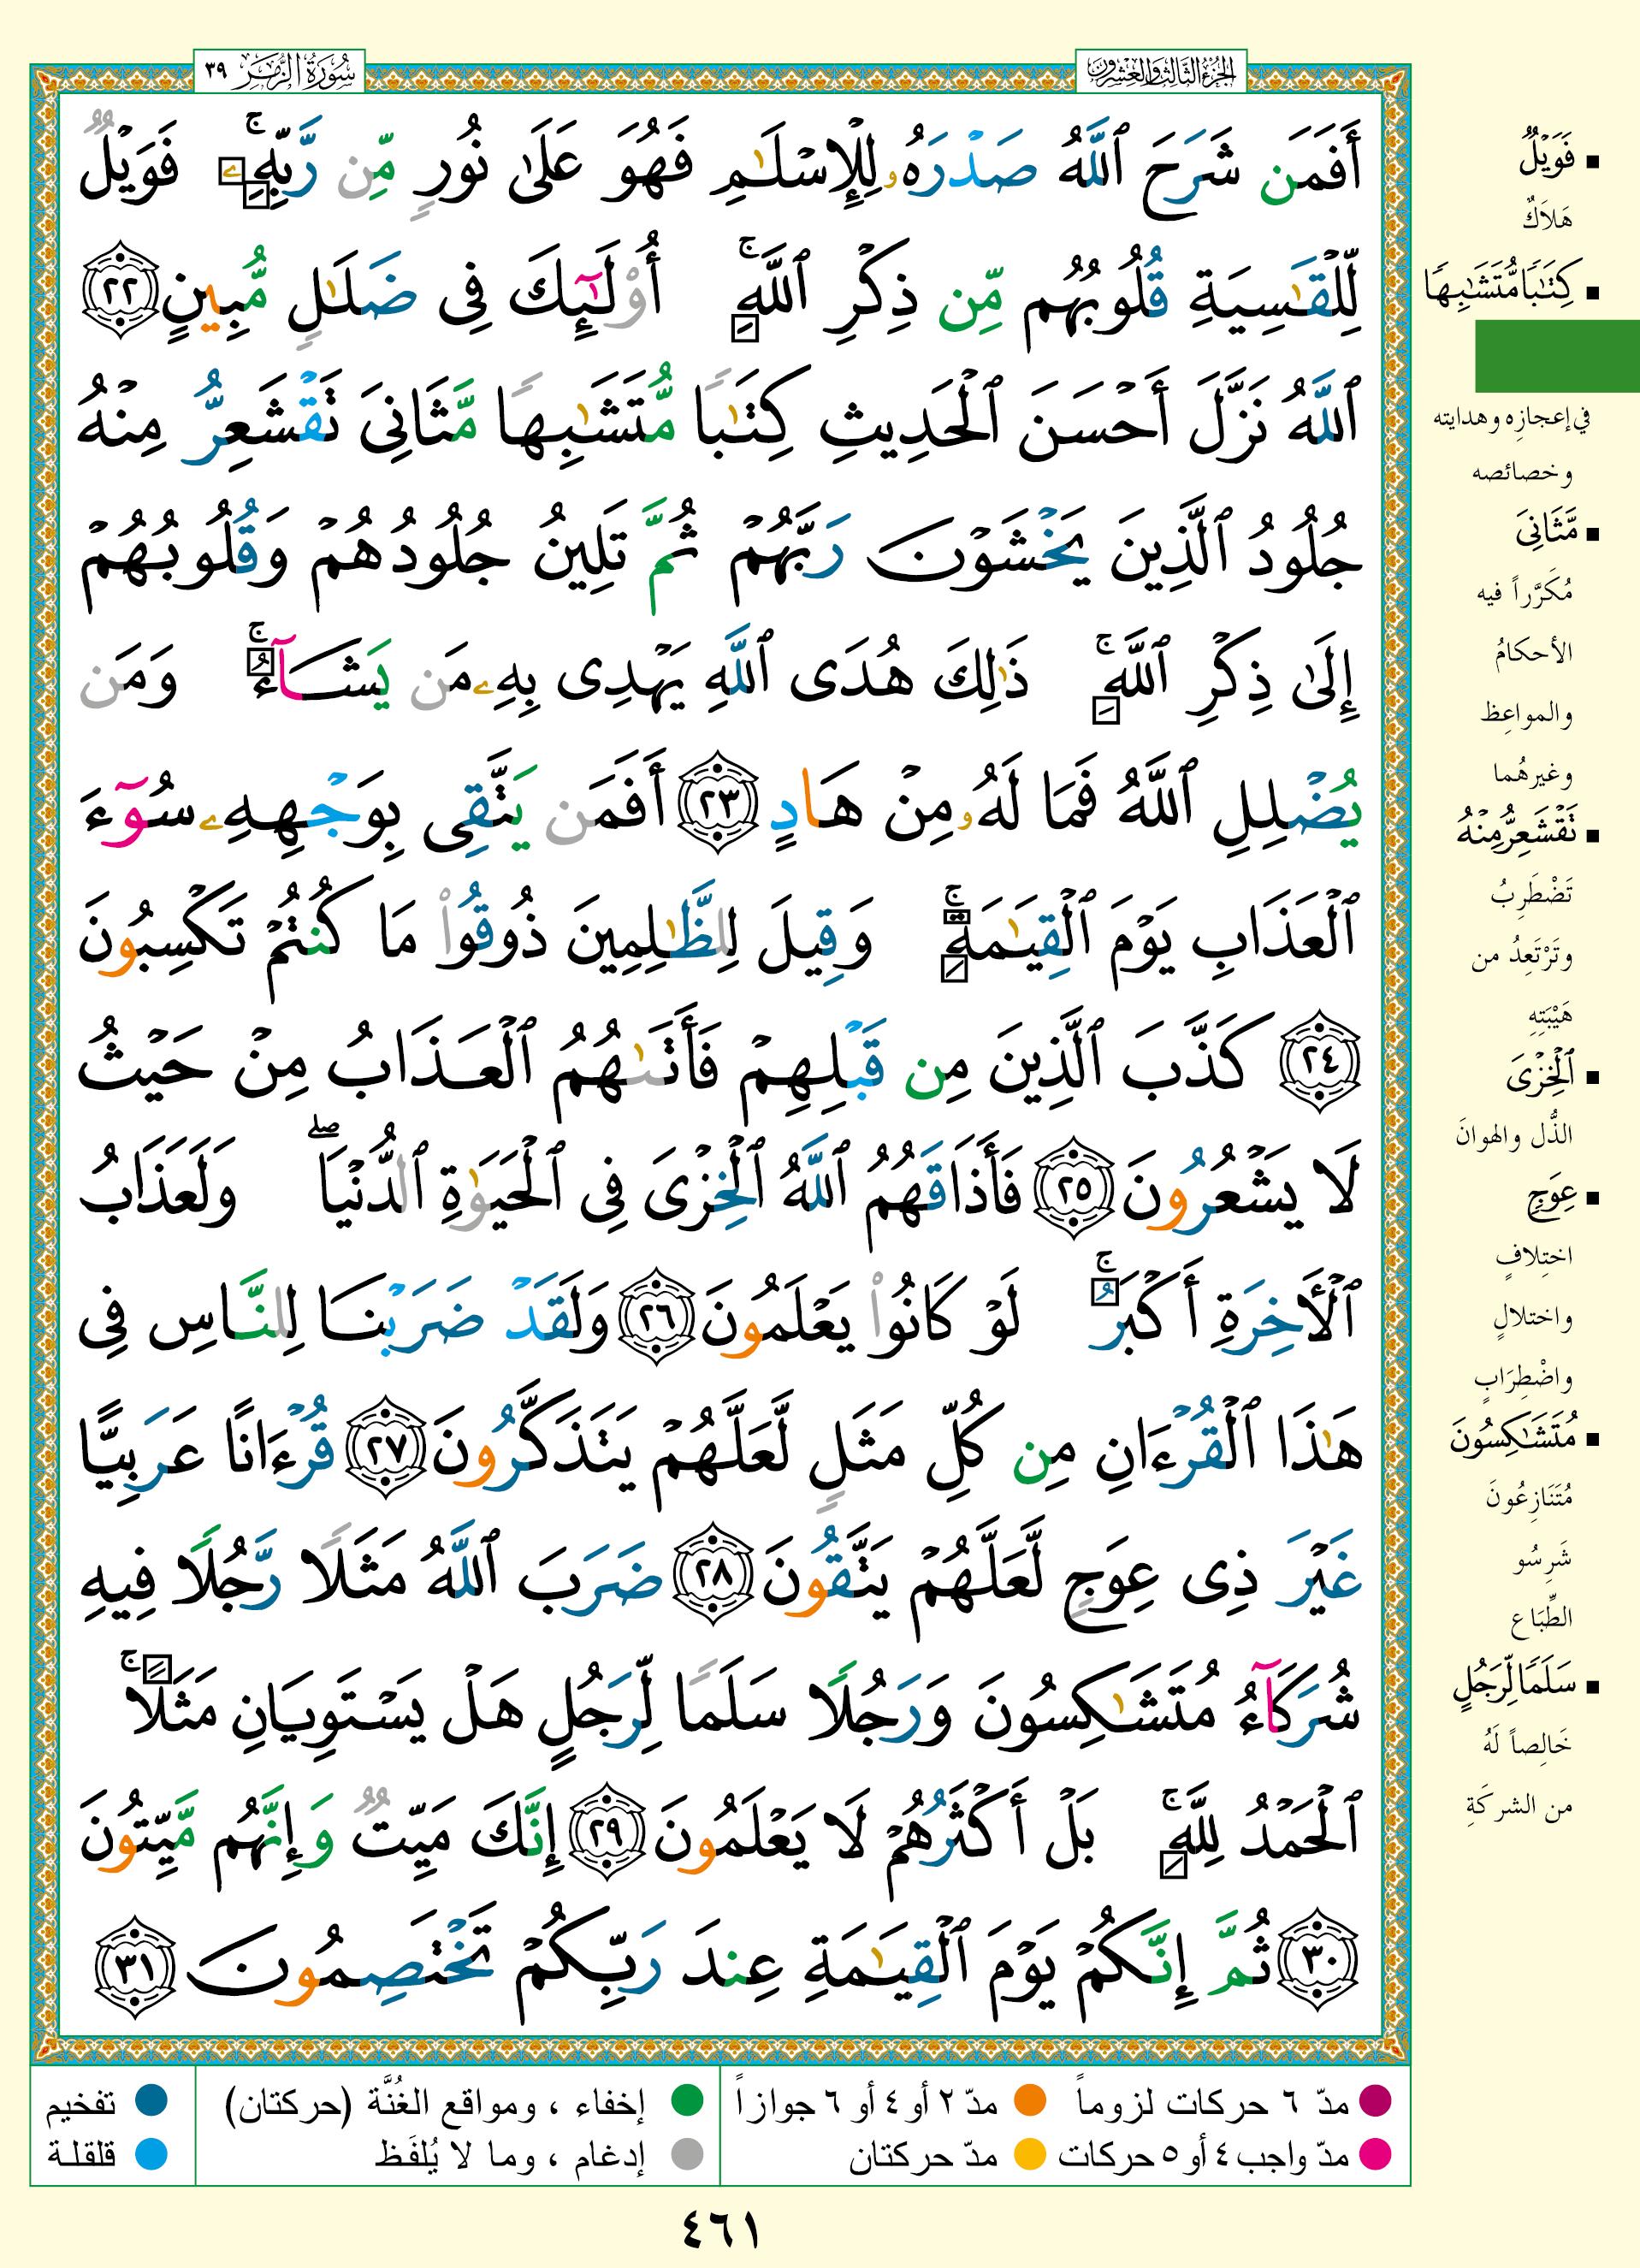 الجزء الثالث والعشرون
سورة الزمر ٣٩
أَفَمَن شَرَحَ ٱللَّهُ صَدْرَهُۥ لِلْإِسْلَٰمِ فَهُوَ عَلَىٰ نُورٍ مِّن رَّبِّهِۦ ۚ فَوَيْلٌ
لِّلْقَٰسِيَةِ قُلُوبُهُم مِّن ذِكْرِ ٱللَّهِ ۚ أُو۟لَٰٓئِكَ فِى ضَلَٰلٍ مُّبِينٍ ٢٢
ٱللَّهُ نَزَّلَ أَحْسَنَ ٱلْحَدِيثِ كِتَٰبًا مُّتَشَٰبِهًا مَّثَانِىَ تَقْشَعِرُّ مِنْهُ
جُلُودُ ٱلَّذِينَ يَخْشَوْنَ رَبَّهُمْ ثُمَّ تَلِينُ جُلُودُهُمْ وَقُلُوبُهُمْ
إِلَىٰ ذِكْرِ ٱللَّهِ ۚ ذَٰلِكَ هُدَى ٱللَّهِ يَهْدِى بِهِۦ مَن يَشَآءُ ۚ وَمَن
يُضْلِلِ ٱللَّهُ فَمَا لَهُۥ مِنْ هَادٍ ٢٣ أَفَمَن يَتَّقِى بِوَجْهِهِۦ سُوٓءَ
ٱلْعَذَابِ يَوْمَ ٱلْقِيَٰمَةِ ۚ وَقِيلَ لِلظَّٰلِمِينَ ذُوقُوا۟ مَا كُنتُمْ تَكْسِبُونَ
٢٤ كَذَّبَ ٱلَّذِينَ مِن قَبْلِهِمْ فَأَتَىٰهُمُ ٱلْعَذَابُ مِنْ حَيْثُ
لَا يَشْعُرُونَ ٢٥ فَأَذَاقَهُمُ ٱللَّهُ ٱلْخِزْىَ فِى ٱلْحَيَوٰةِ ٱلدُّنْيَا ۖ وَلَعَذَابُ
ٱلْءَاخِرَةِ أَكْبَرُ ۚ لَوْ كَانُوا۟ يَعْلَمُونَ ٢٦ وَلَقَدْ ضَرَبْنَا لِلنَّاسِ فِى
هَٰذَا ٱلْقُرْءَانِ مِن كُلِّ مَثَلٍ لَّعَلَّهُمْ يَتَذَكَّرُونَ ٢٧ قُرْءَانًا عَرَبِيًّا
غَيْرَ ذِى عِوَجٍ لَّعَلَّهُمْ يَتَّقُونَ ٢٨ ضَرَبَ ٱللَّهُ مَثَلًا رَّجُلًا فِيهِ
شُرَكَآءُ مُتَشَٰكِسُونَ وَرَجُلًا سَلَمًا لِّرَجُلٍ هَلْ يَسْتَوِيَانِ مَثَلًا ۚ
ٱلْحَمْدُ لِلَّهِ ۚ بَلْ أَكْثَرُهُمْ لَا يَعْلَمُونَ ٢٩ إِنَّكَ مَيِّتٌ وَإِنَّهُم مَّيِّتُونَ
٣٠ ثُمَّ إِنَّكُمْ يَوْمَ ٱلْقِيَٰمَةِ عِندَ رَبِّكُمْ تَخْتَصِمُونَ ٣١
فَوَيْلٌ
هَلاَكٌ
كِتَٰبًا مُّتَشَٰبِهًا
في إعجازِه وهدايته
وخصائصه
مَّثَانِىَ
مُكَرَّراً فيه
الأحكامُ
والمواعِظ
وغيرهُما
تَقْشَعِرُّ مِنْهُ
تَضْطَرِبُ
وتَرْتَعِدُ من
هَيْبَتِهِ
ٱلْخِزْىَ
الذُّل والهوانَ
عِوَجٍ
اختِلافٍ
واختلالٍ
واضْطِرَابٍ
مُتَشَٰكِسُونَ
مُتَنَازِعُونَ
شَرِسُو
الطِّبَاع
سَلَمًا لِّرَجُلٍ
خَالِصاً لَهُ
من الشركَةِ
مدّ ٦ حركات لزوماً مدّ ٢ أو ٤ أو ٦ جوازاً إخفاء ، ومواقع الغُنَّة (حركتان) تفخيم
مدّ واجب ٤ أو ٥ حركات مدّ حركتان إدغام ، وما لا يُلفَظ قلقلة
٤٦١